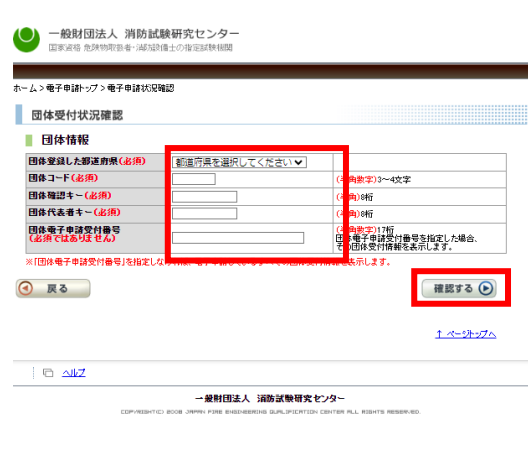 一般財団法人 消防試験研究センター
国家資格 危険物取扱者・消防設備士の指定試験機関
ホーム>電子申請トップ>電子申請状況確認
団体受付状況確認
団体情報
団体登録した都道府県(必須) 都道府県を選択してください
団体コード(必須) (半角数字)3～4文字
団体確認キー(必須) (半角)8桁
団体代表者キー(必須) (半角)8桁
団体電子申請受付番号 (半角数字)17桁
(必須ではありません) 団体電子申請受付番号を指定した場合、
その団体受付情報を表示します。
※「団体電子申請受付番号」を指定しな
受付情報を表示します。
戻る 確認する
↑ ページトップへ
ヘルプ
一般財団法人 消防試験研究センター
COPYRIGHT(C) 2008 JAPAN FIRE ENGINEERING QUALIFICATION CENTER ALL RIGHTS RESERVED.